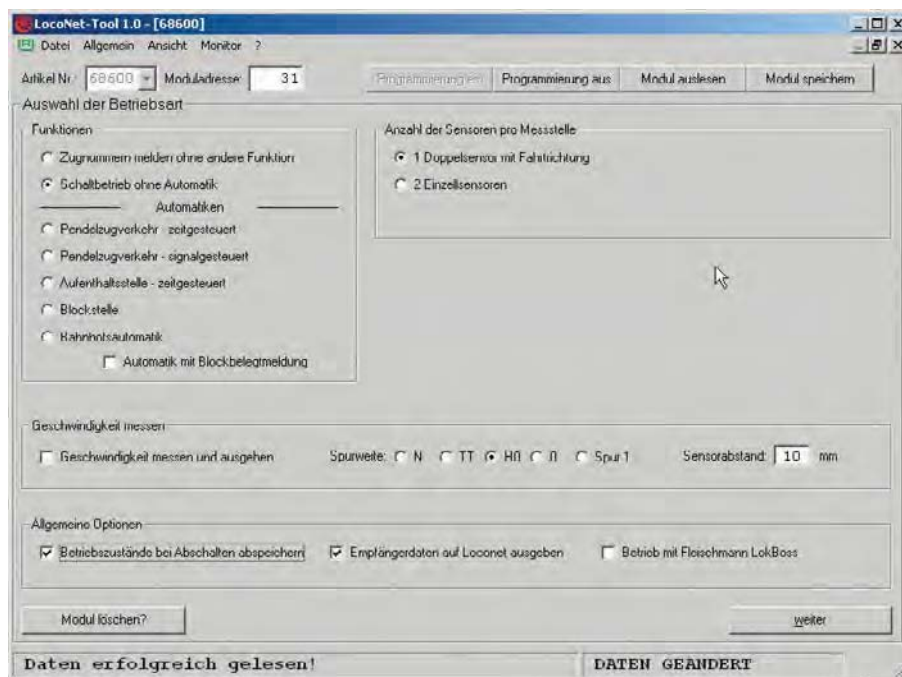 LocoNet-Tool 1.0 - [68600]
Datei Allgemein Ansicht Monitor ?
Artikel Nr.: 68600 Moduladresse: 31 Programmierung ein Programmierung aus Modul auslesen Modul speichern
Auswahl der Betriebsart
Funktionen
Zugnummern melden ohne andere Funktion
Schaltbetrieb ohne Automatik
Automatiken
Pendelzugverkehr - zeitgesteuert
Pendelzugverkehr - signalgesteuert
Aufenthaltsstelle - zeitgesteuert
Blockstelle
Bahnhofsautomatik
Automatik mit Blockbelegtmeldung
Anzahl der Sensoren pro Messstelle
1 Doppelsensor mit Fahrtrichtung
2 Einzellsensoren
Geschwindigkeit messen
Geschwindigkeit messen und ausgeben Spurweite: N TT H0 0 Spur 1 Sensorabstand: 10 mm
Allgemeine Optionen
Betriebszustände bei Abschalten abspeichern Empfängerdaten auf Loconet ausgeben Betrieb mit Fleischmann LokBoss
Modul löschen? weiter
Daten erfolgreich gelesen! DATEN GEANDERT